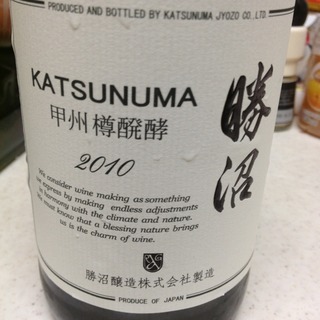 PRODUCED AND BOTTLED BY KATSUNUMA JYOZO CO.,LTD.
KATSUNUMA
甲州樽醗酵
2010
勝沼
We consider wine making as something
express by making endless adjustments
in harmony with the climate and nature.
must know that a blessing nature brings
us is the charm of wine.
勝沼醸造株式会社製造
PRODUCE OF JAPAN